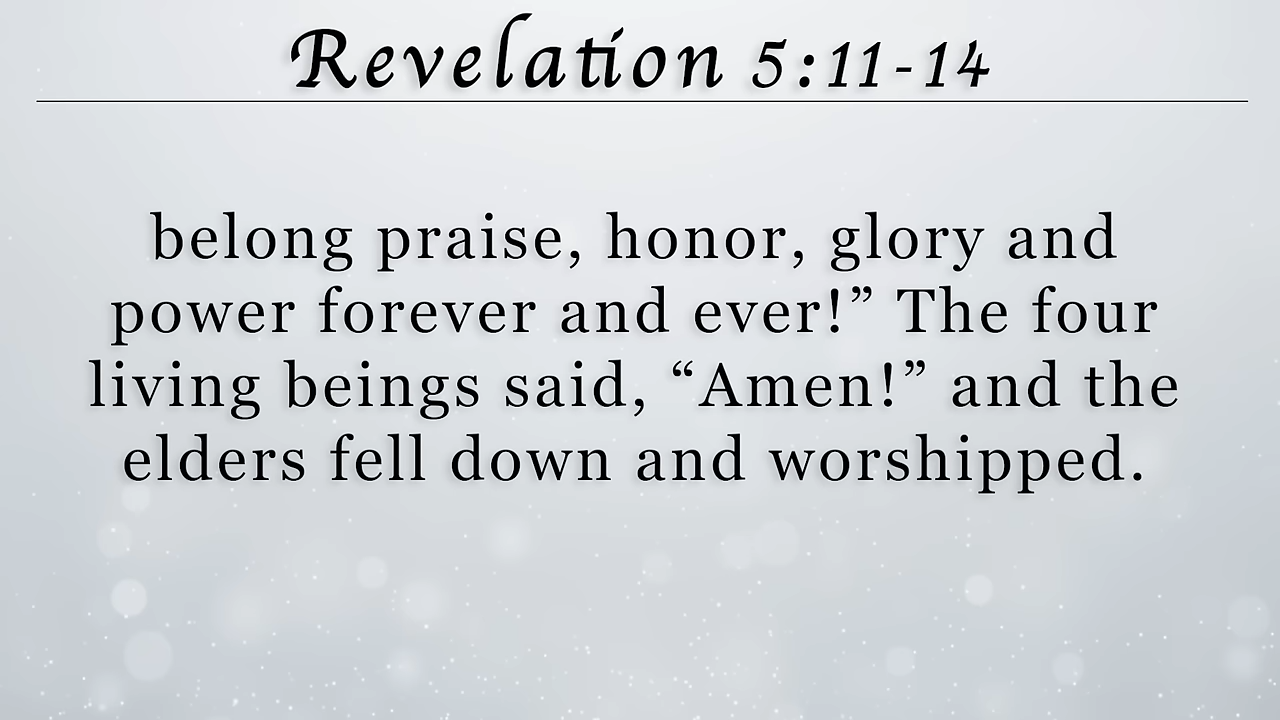 Revelation 5:11-14
belong praise, honor, glory and
power forever and ever!” The four
living beings said, “Amen!” and the
elders fell down and worshipped.